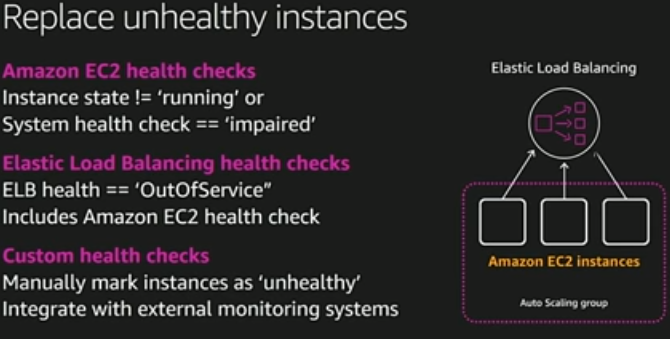 Replace unhealthy instances
Amazon EC2 health checks
Instance state != 'running' or
System health check == 'impaired'
Elastic Load Balancing health checks
ELB health == 'OutOfService"
Includes Amazon EC2 health check
Custom health checks
Manually mark instances as 'unhealthy'
Integrate with external monitoring systems
Elastic Load Balancing
Amazon EC2 instances
Auto Scaling group